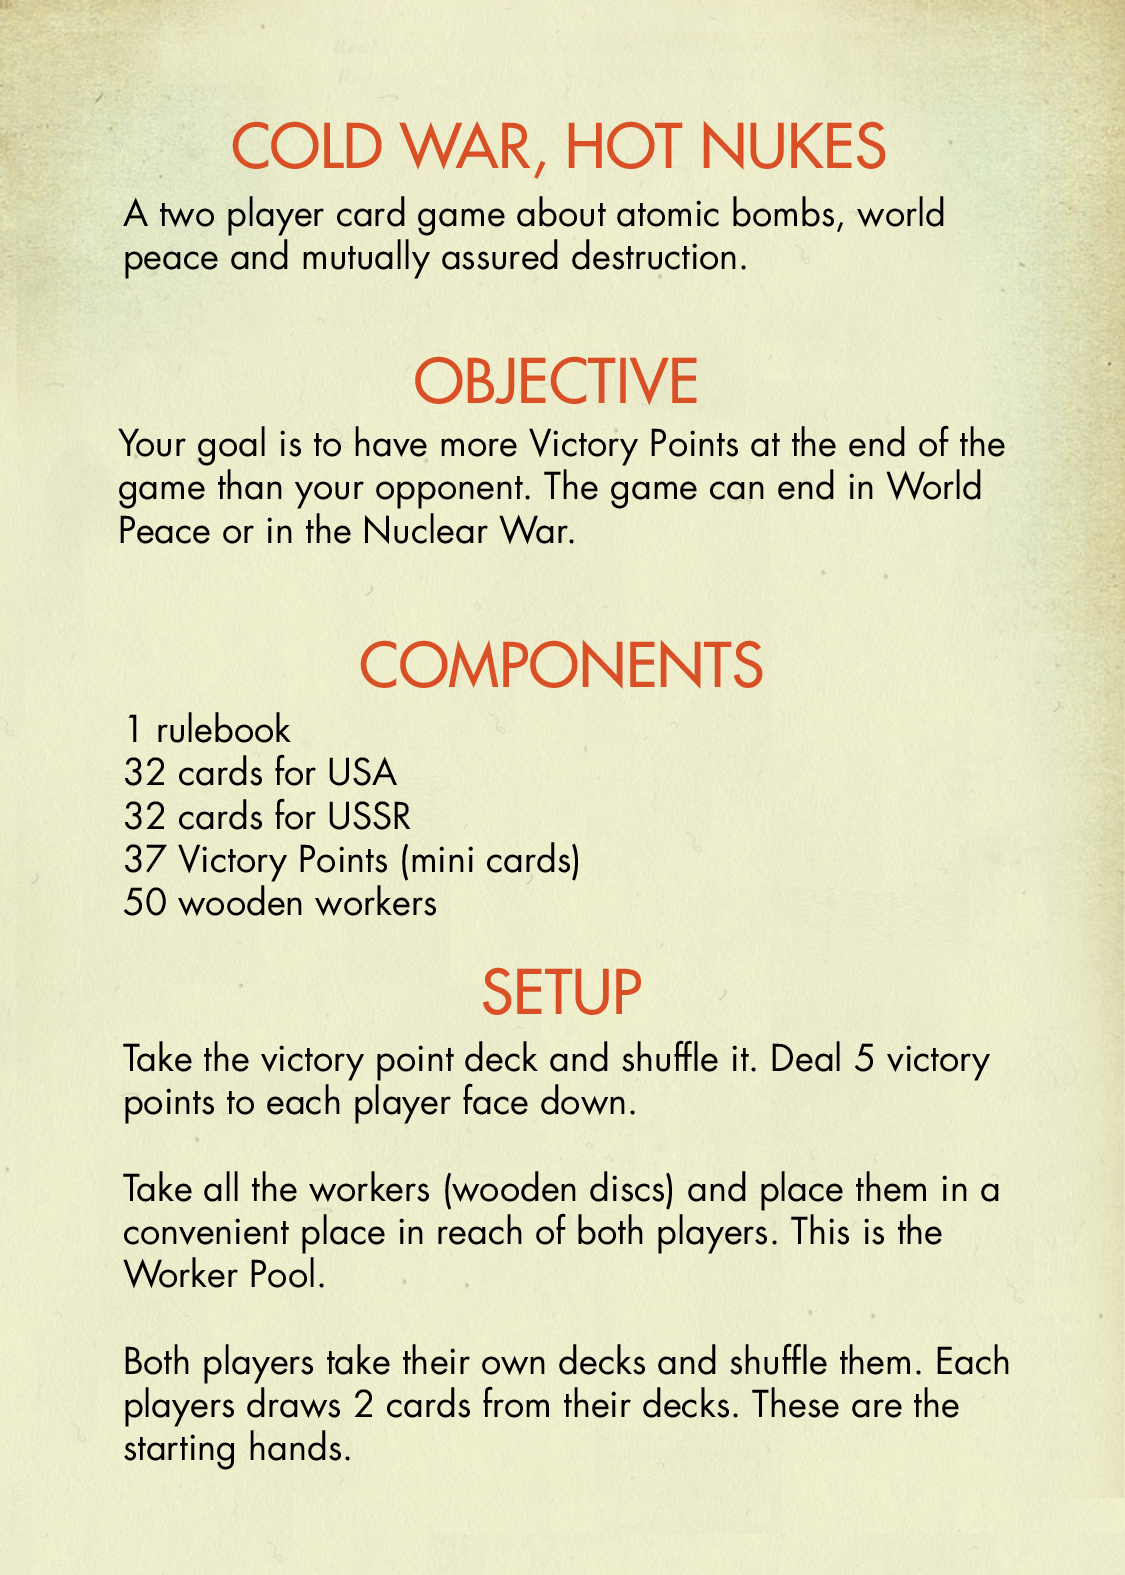 COLD WAR, HOT NUKES
A two player card game about atomic bombs, world
peace and mutually assured destruction.
OBJECTIVE
Your goal is to have more Victory Points at the end of the
game than your opponent. The game can end in World
Peace or in the Nuclear War.
COMPONENTS
1 rulebook
32 cards for USA
32 cards for USSR
37 Victory Points (mini cards)
50 wooden workers
SETUP
Take the victory point deck and shuffle it. Deal 5 victory
points to each player face down.
Take all the workers (wooden discs) and place them in a
convenient place in reach of both players. This is the
Worker Pool.
Both players take their own decks and shuffle them. Each
players draws 2 cards from their decks. These are the
starting hands.